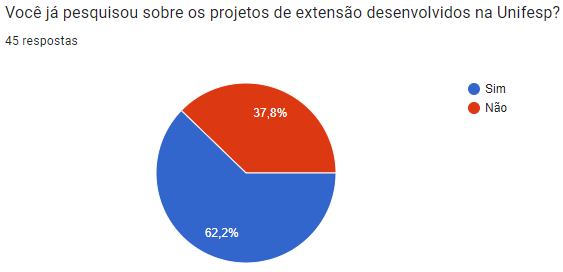 Você já pesquisou sobre os projetos de extensão desenvolvidos na Unifesp?
45 respostas
Sim
Não
37,8%
62,2%